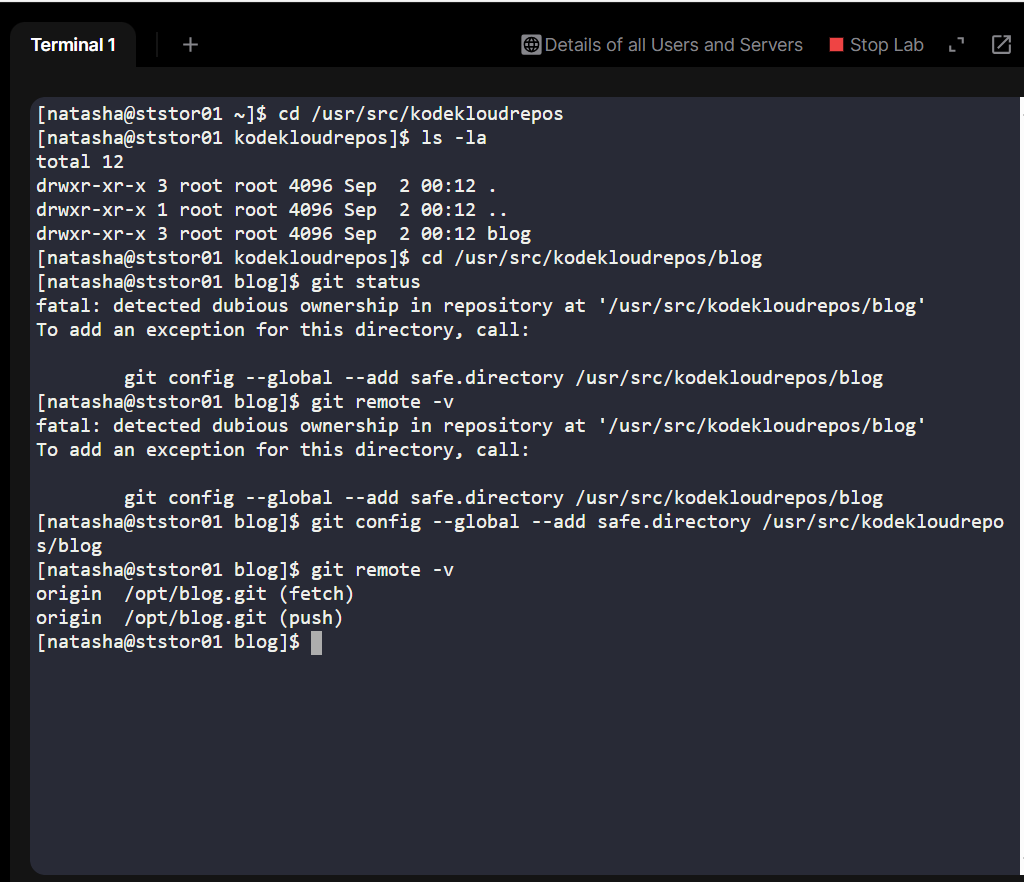 Terminal 1
+
Details of all Users and Servers
Stop Lab
[natasha@ststor01 ~]$ cd /usr/src/kodekloudrepos
[natasha@ststor01 kodekloudrepos]$ ls -la
total 12
drwxr-xr-x 3 root root 4096 Sep  2 00:12 .
drwxr-xr-x 1 root root 4096 Sep  2 00:12 ..
drwxr-xr-x 3 root root 4096 Sep  2 00:12 blog
[natasha@ststor01 kodekloudrepos]$ cd /usr/src/kodekloudrepos/blog
[natasha@ststor01 blog]$ git status
fatal: detected dubious ownership in repository at '/usr/src/kodekloudrepos/blog'
To add an exception for this directory, call:
git config --global --add safe.directory /usr/src/kodekloudrepos/blog
[natasha@ststor01 blog]$ git remote -v
fatal: detected dubious ownership in repository at '/usr/src/kodekloudrepos/blog'
To add an exception for this directory, call:
git config --global --add safe.directory /usr/src/kodekloudrepos/blog
[natasha@ststor01 blog]$ git config --global --add safe.directory /usr/src/kodekloudrepo
s/blog
[natasha@ststor01 blog]$ git remote -v
origin  /opt/blog.git (fetch)
origin  /opt/blog.git (push)
[natasha@ststor01 blog]$